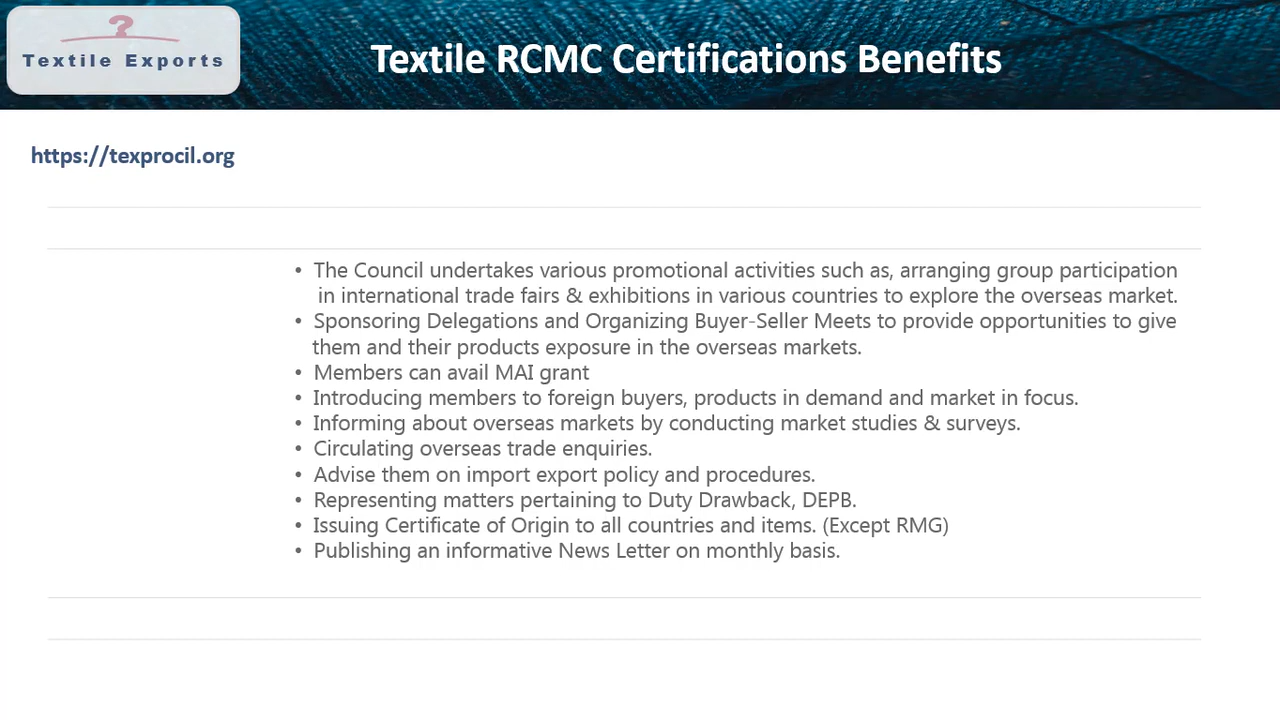 ?
Textile Exports
Textile RCMC Certifications Benefits
https://texprocil.org
• The Council undertakes various promotional activities such as, arranging group participation
in international trade fairs & exhibitions in various countries to explore the overseas market.
• Sponsoring Delegations and Organizing Buyer-Seller Meets to provide opportunities to give
them and their products exposure in the overseas markets.
• Members can avail MAI grant
• Introducing members to foreign buyers, products in demand and market in focus.
• Informing about overseas markets by conducting market studies & surveys.
• Circulating overseas trade enquiries.
• Advise them on import export policy and procedures.
• Representing matters pertaining to Duty Drawback, DEPB.
• Issuing Certificate of Origin to all countries and items. (Except RMG)
• Publishing an informative News Letter on monthly basis.